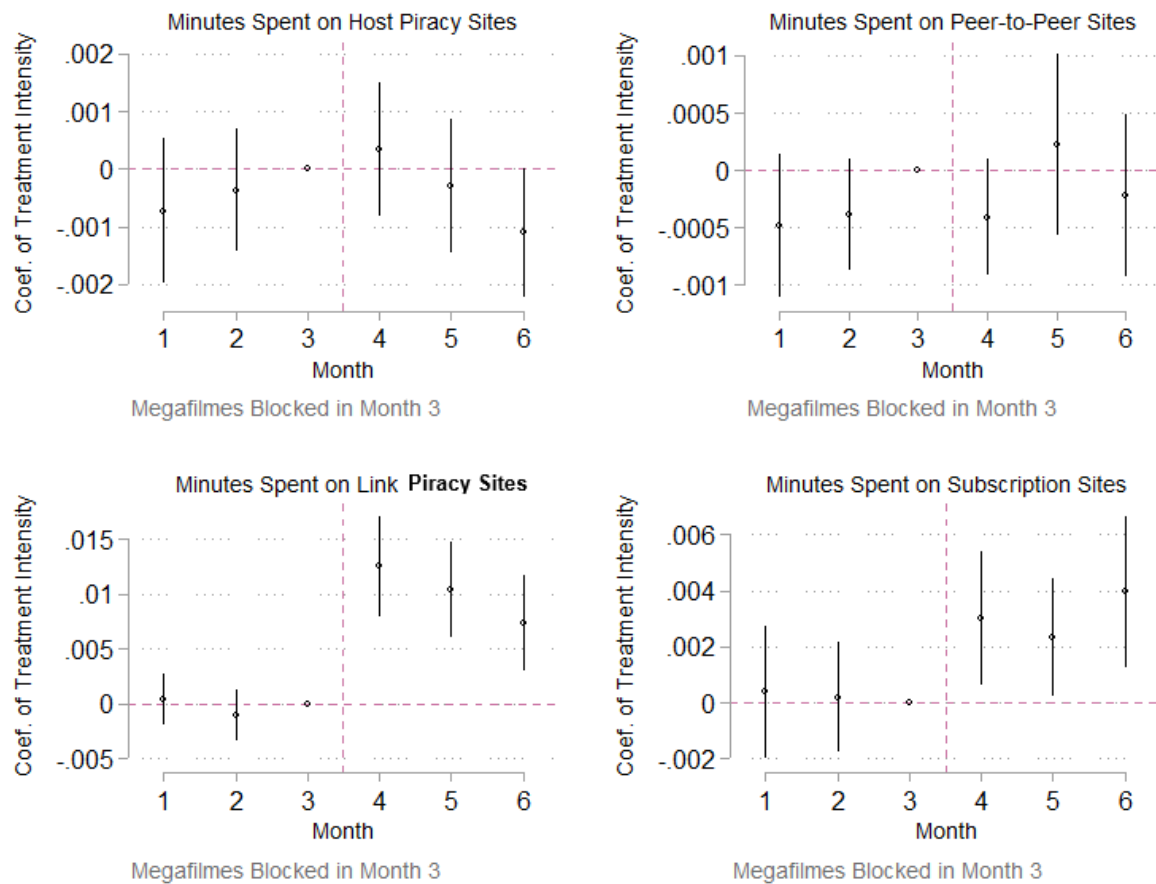 Minutes Spent on Host Piracy Sites
Coef. of Treatment Intensity
.002
.001
0
-.001
-.002
1 2 3 4 5 6
Month
Megafilmes Blocked in Month 3
Minutes Spent on Peer-to-Peer Sites
Coef. of Treatment Intensity
.001
.0005
0
-.0005
-.001
1 2 3 4 5 6
Month
Megafilmes Blocked in Month 3
Minutes Spent on Link Piracy Sites
Coef. of Treatment Intensity
.015
.01
.005
0
-.005
1 2 3 4 5 6
Month
Megafilmes Blocked in Month 3
Minutes Spent on Subscription Sites
Coef. of Treatment Intensity
.006
.004
.002
0
-.002
1 2 3 4 5 6
Month
Megafilmes Blocked in Month 3